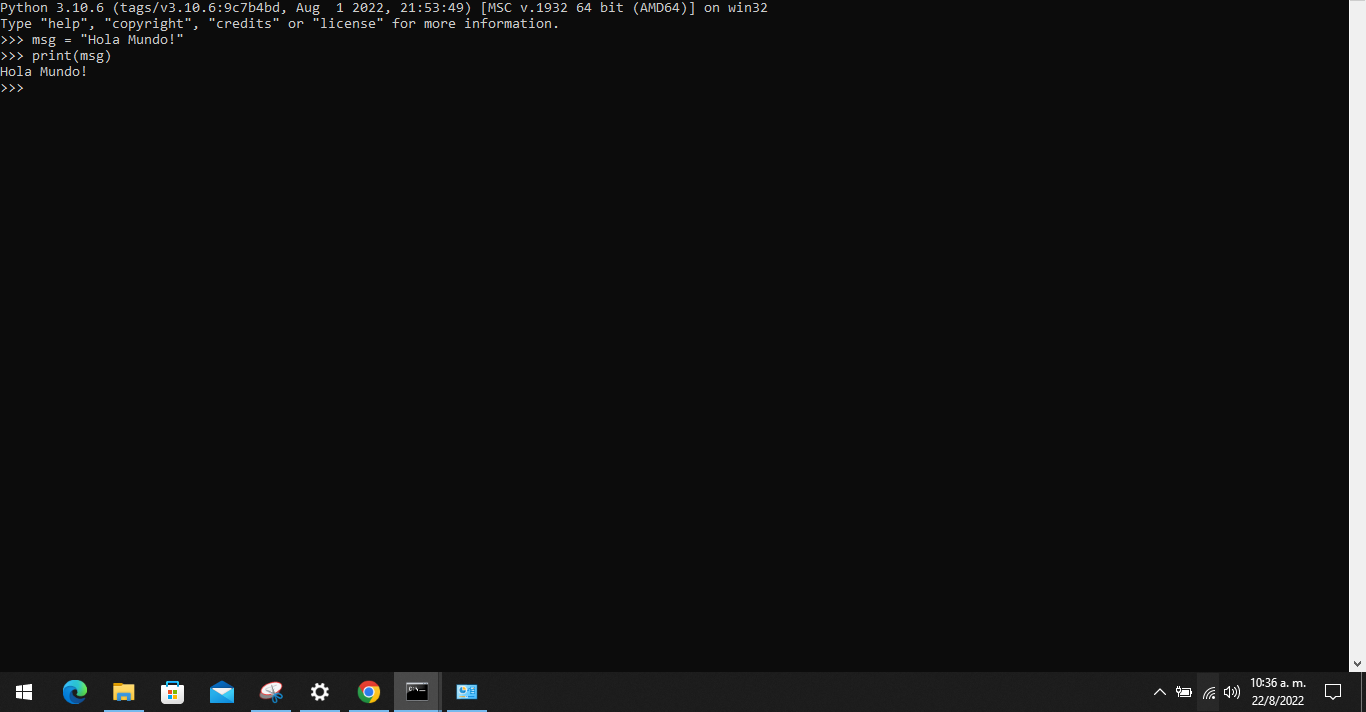 Python 3.10.6 (tags/v3.10.6:9c7b4bd, Aug  1 2022, 21:53:49) [MSC v.1932 64 bit (AMD64)] on win32
Type "help", "copyright", "credits" or "license" for more information.
>>> msg = "Hola Mundo!"
>>> print(msg)
Hola Mundo!
>>>
10:36 a. m.
22/8/2022